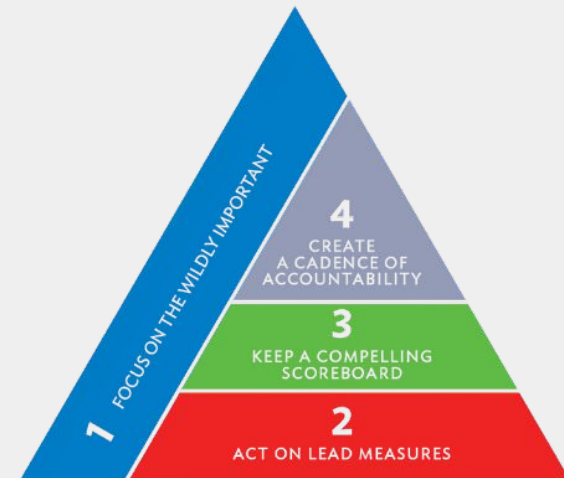 1 FOCUS ON THE WILDLY IMPORTANT
4
CREATE
A CADENCE OF
ACCOUNTABILITY
3
KEEP A COMPELLING
SCOREBOARD
2
ACT ON LEAD MEASURES